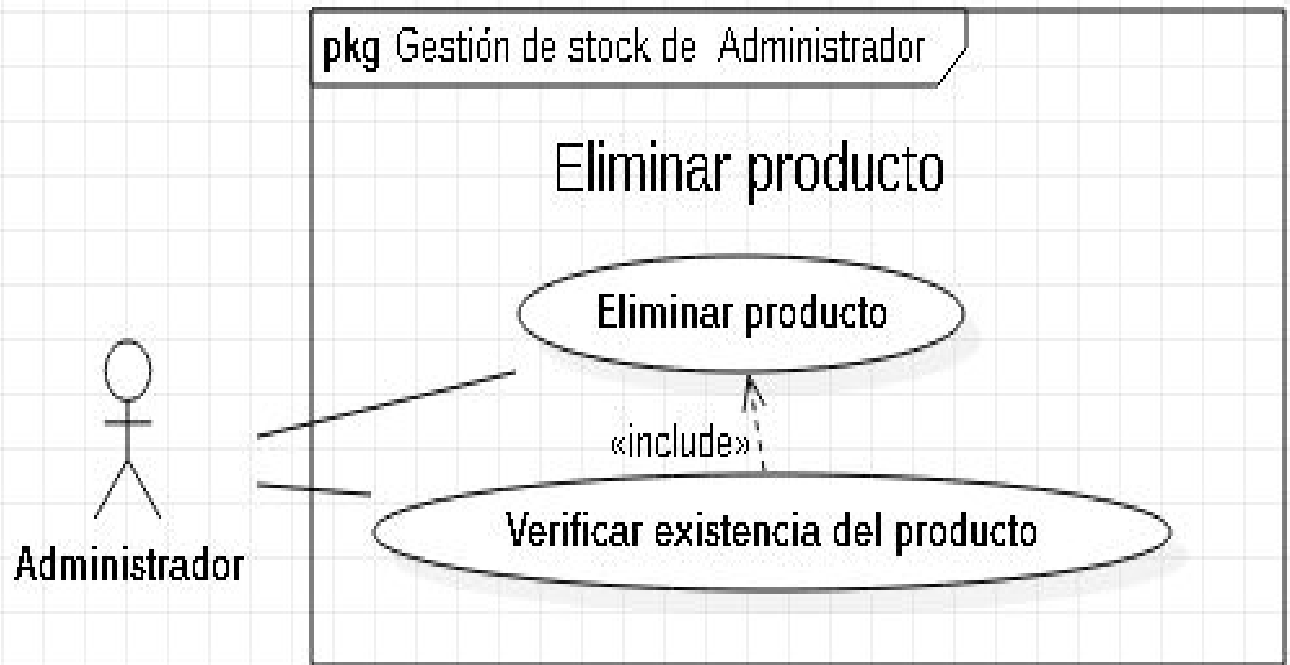 pkg Gestión de stock de Administrador
Eliminar producto
Eliminar producto
«include»
Verificar existencia del producto
Administrador